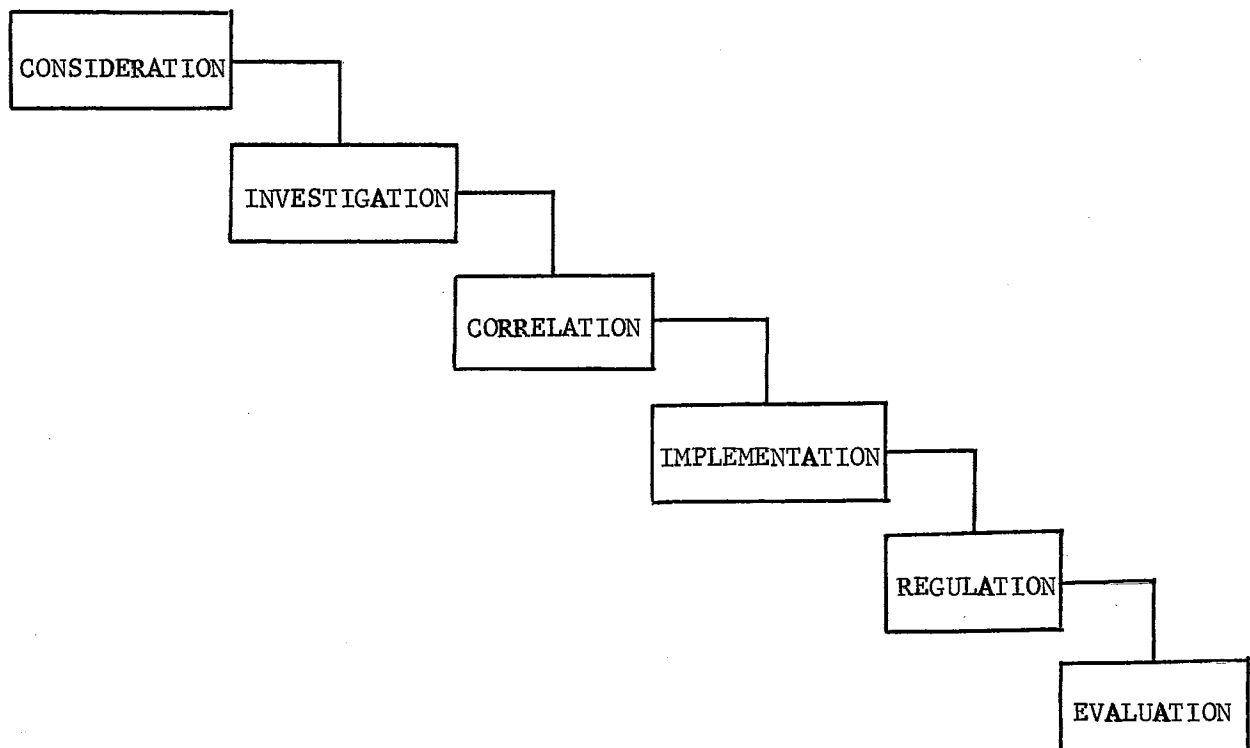 CONSIDERATION
INVESTIGATION
CORRELATION
IMPLEMENTATION
REGULATION
EVALUATION